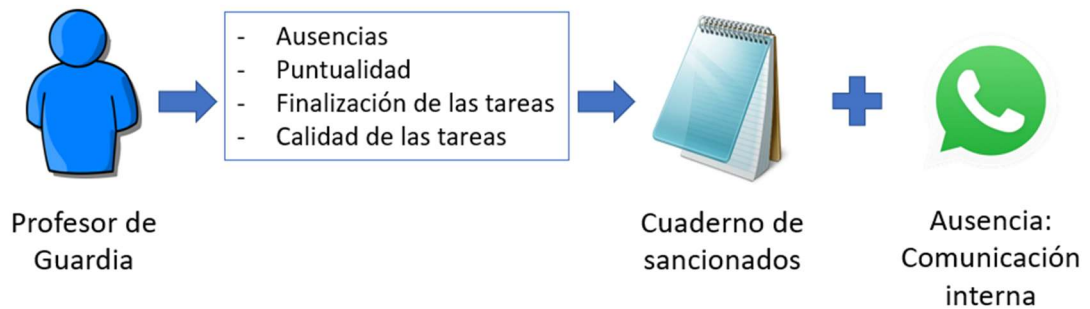 - Ausencias
- Puntualidad
- Finalización de las tareas
- Calidad de las tareas
Profesor de
Guardia
Cuaderno de
sancionados
Ausencia:
Comunicación
interna